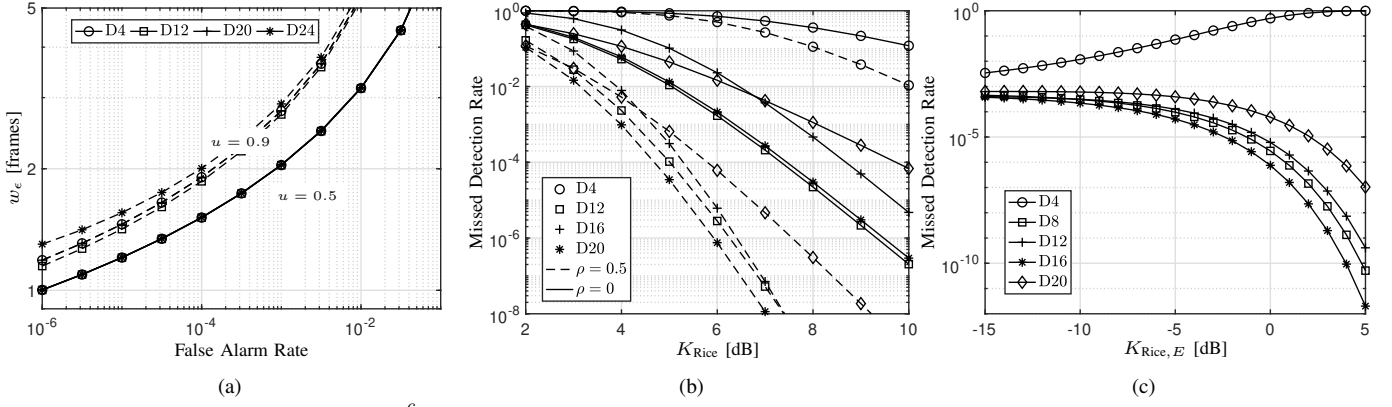 5
2
1
w_ϵ [frames]
D4 D12 D20 D24
u = 0.9
u = 0.5
10^-6 10^-4 10^-2
False Alarm Rate
(a)
10^0
10^-2
10^-4
10^-6
10^-8
Missed Detection Rate
D4
D12
D16
D20
ρ = 0.5
ρ = 0
2 4 6 8 10
K_Rice [dB]
(b)
10^0
10^-5
10^-10
Missed Detection Rate
D4
D8
D12
D16
D20
-15 -10 -5 0 5
K_Rice, E [dB]
(c)